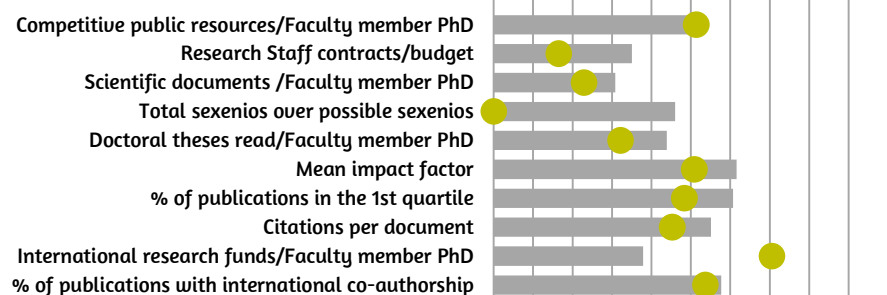 Competitive public resources/Faculty member PhD
Research Staff contracts/budget
Scientific documents /Faculty member PhD
Total sexenios over possible sexenios
Doctoral theses read/Faculty member PhD
Mean impact factor
% of publications in the 1st quartile
Citations per document
International research funds/Faculty member PhD
% of publications with international co-authorship